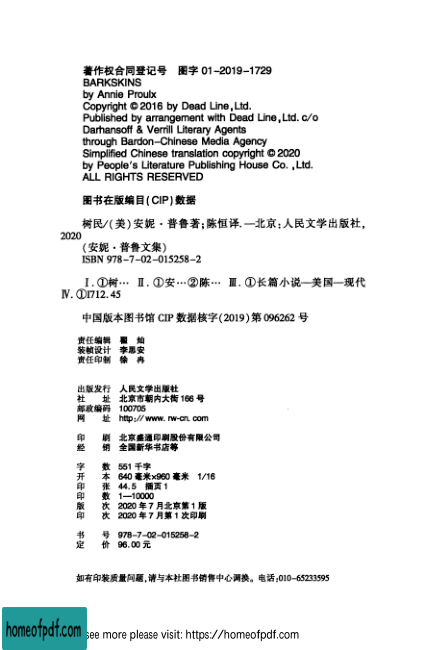 著作权合同登记号 图字 01-2019-1729
BARKSKINS
by Annie Proulx
Copyright © 2016 by Dead Line, Ltd.
Published by arrangement with Dead Line, Ltd. c/o
Darhansoff & Verrill Literary Agents
through Bardon-Chinese Media Agency
Simplified Chinese translation copyright © 2020
by People's Literature Publishing House Co., Ltd.
ALL RIGHTS RESERVED
图书在版编目(CIP)数据
树民/(美)安妮·普鲁著;陈恒译.—北京:人民文学出版社,
2020
(安妮·普鲁文集)
ISBN 978-7-02-015258-2
Ⅰ.①树… Ⅱ.①安…②陈… Ⅲ.①长篇小说—美国—现代
Ⅳ.①I712.45
中国版本图书馆 CIP 数据核字(2019)第 096262 号
责任编辑 翟灿
装帧设计 李思安
责任印制 徐冉
出版发行 人民文学出版社
社 址 北京市朝内大街 166 号
邮政编码 100705
网 址 http://www.rw-cn.com
印 刷 北京盛通印刷股份有限公司
经 销 全国新华书店等
字 数 551 千字
开 本 640 毫米×960 毫米 1/16
印 张 44.5 插页 1
印 数 1—10000
版 次 2020 年 7 月北京第 1 版
印 次 2020 年 7 月第 1 次印刷
书 号 978-7-02-015258-2
定 价 96.00 元
如有印装质量问题,请与本社图书销售中心调换。电话:010-65233595
homeofpdf.com
see more please visit: https://homeofpdf.com